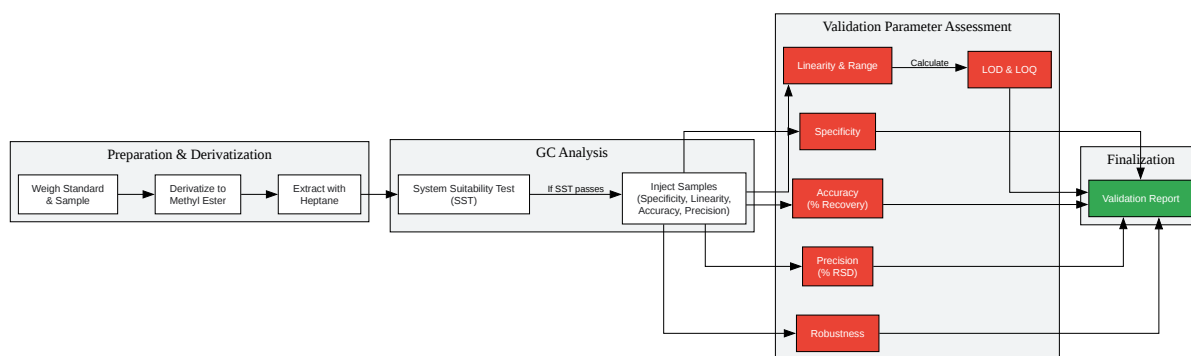 Preparation & Derivatization
Weigh Standard
& Sample
Derivatize to
Methyl Ester
Extract with
Heptane
GC Analysis
System Suitability Test
(SST)
If SST passes
Inject Samples
(Specificity, Linearity,
Accuracy, Precision)
Validation Parameter Assessment
Linearity & Range
Calculate
LOD & LOQ
Specificity
Accuracy
(% Recovery)
Precision
(% RSD)
Robustness
Finalization
Validation Report